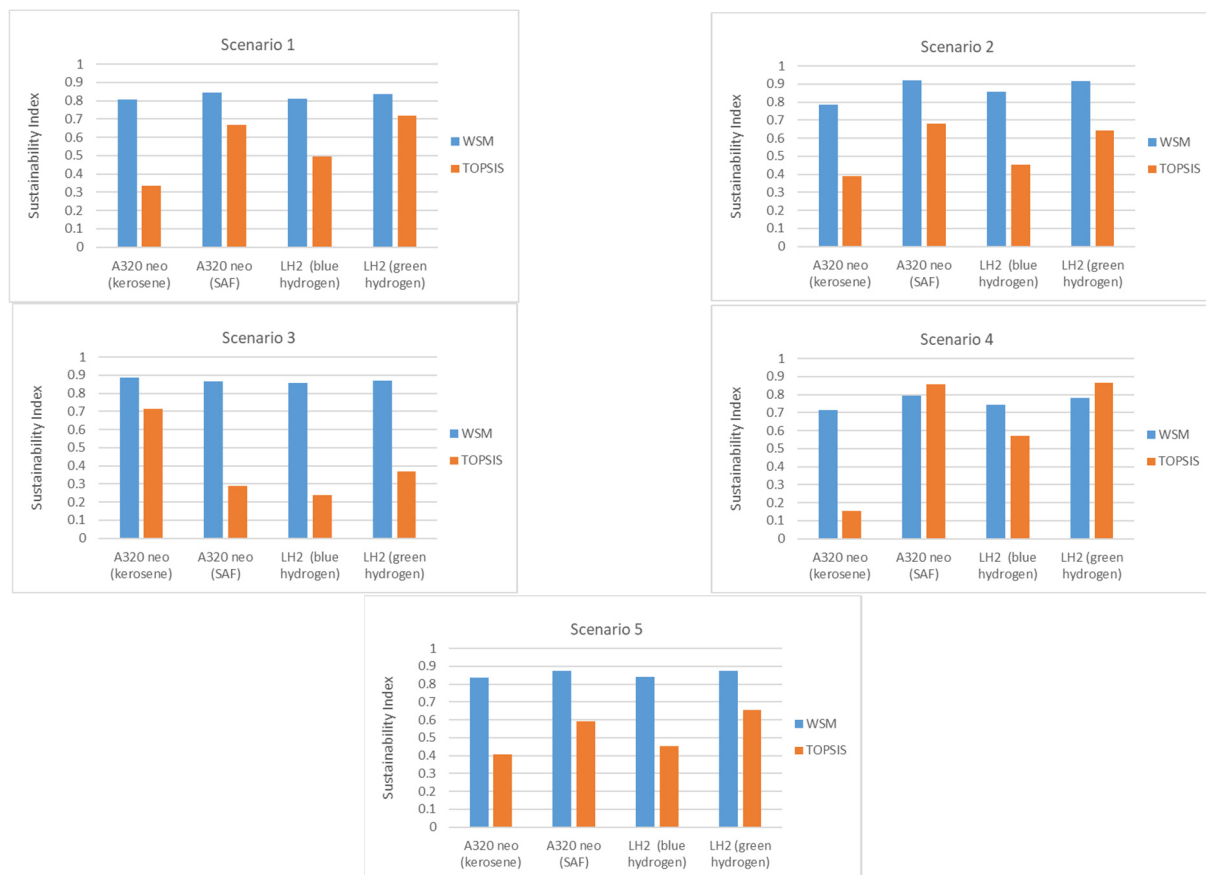 Scenario 1
Sustainability Index
1
0.9
0.8
0.7
0.6
0.5
0.4
0.3
0.2
0.1
0
A320 neo (kerosene)
A320 neo (SAF)
LH2 (blue hydrogen)
LH2 (green hydrogen)
WSM
TOPSIS
Scenario 2
Sustainability Index
1
0.9
0.8
0.7
0.6
0.5
0.4
0.3
0.2
0.1
0
A320 neo (kerosene)
A320 neo (SAF)
LH2 (blue hydrogen)
LH2 (green hydrogen)
WSM
TOPSIS
Scenario 3
Sustainability Index
1
0.9
0.8
0.7
0.6
0.5
0.4
0.3
0.2
0.1
0
A320 neo (kerosene)
A320 neo (SAF)
LH2 (blue hydrogen)
LH2 (green hydrogen)
WSM
TOPSIS
Scenario 4
Sustainability Index
1
0.9
0.8
0.7
0.6
0.5
0.4
0.3
0.2
0.1
0
A320 neo (kerosene)
A320 neo (SAF)
LH2 (blue hydrogen)
LH2 (green hydrogen)
WSM
TOPSIS
Scenario 5
Sustainability Index
1
0.9
0.8
0.7
0.6
0.5
0.4
0.3
0.2
0.1
0
A320 neo (kerosene)
A320 neo (SAF)
LH2 (blue hydrogen)
LH2 (green hydrogen)
WSM
TOPSIS